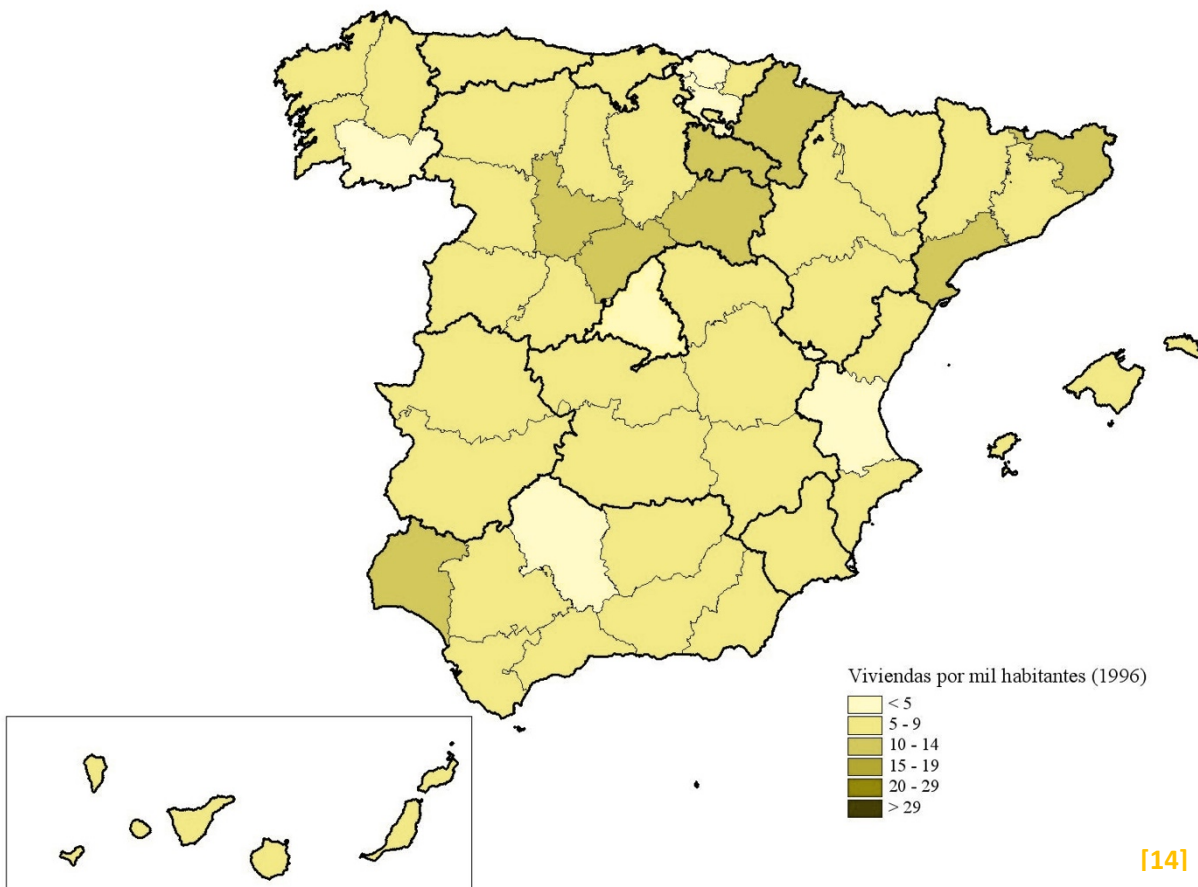 Viviendas por mil habitantes (1996)
< 5
5 - 9
10 - 14
15 - 19
20 - 29
> 29
[14]